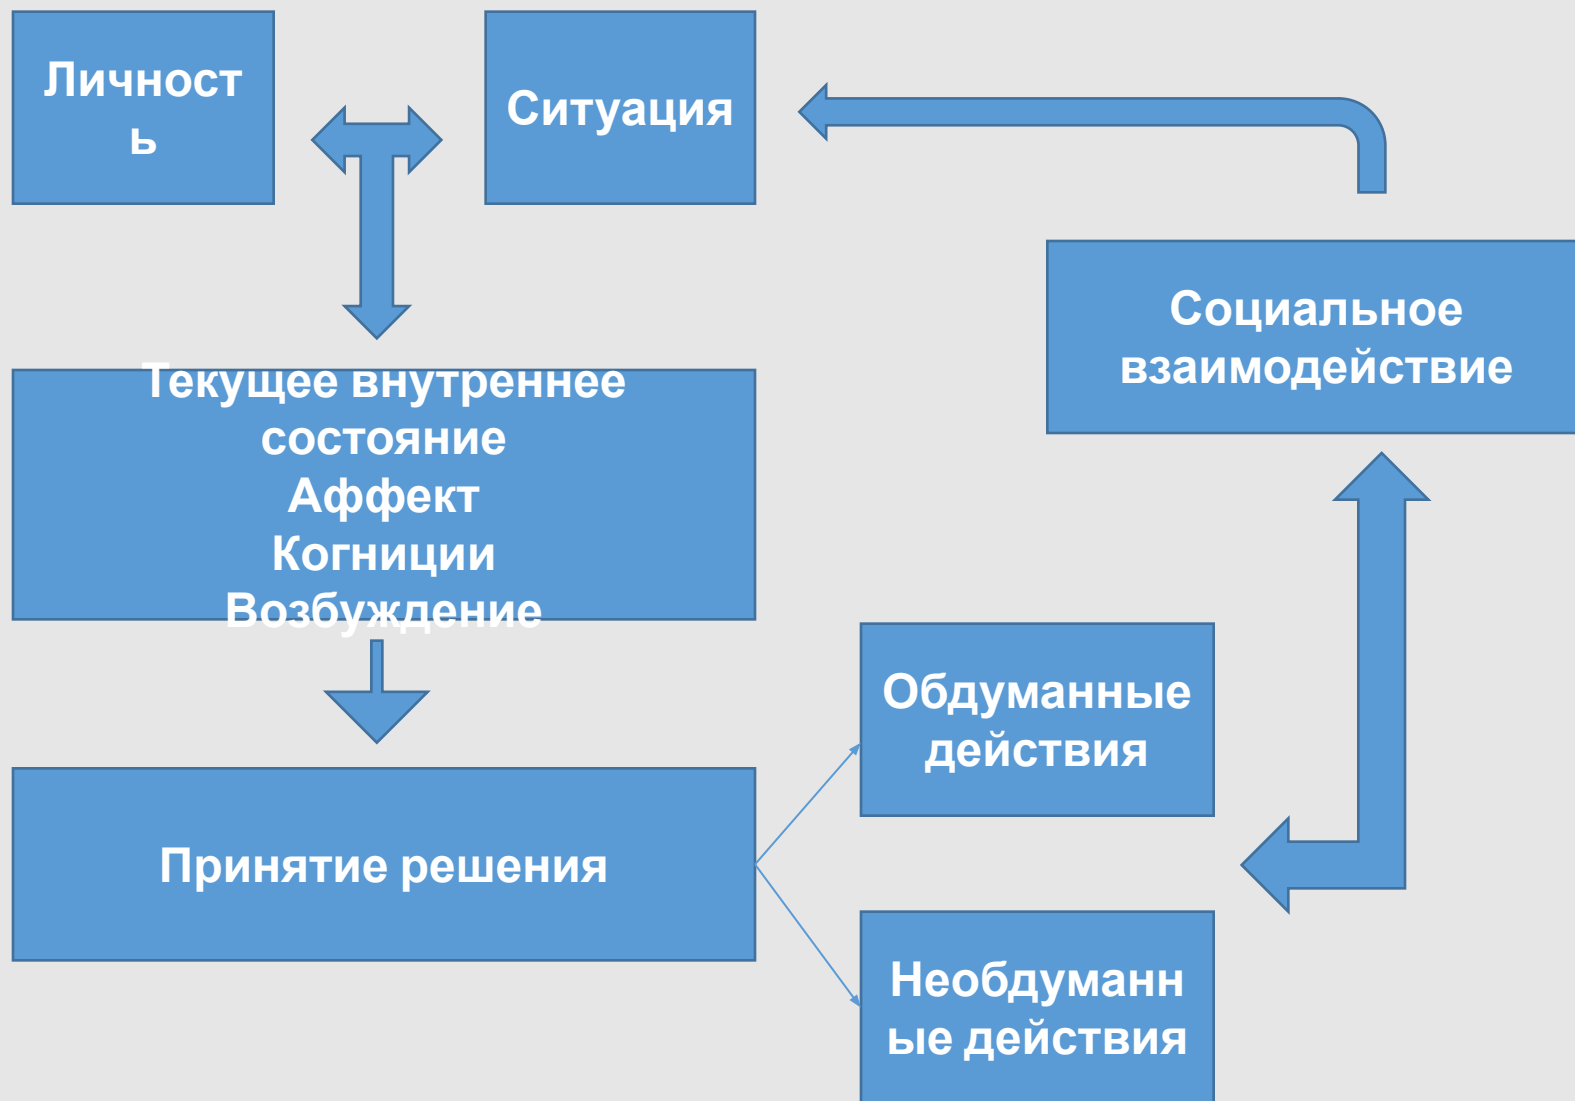 Личност
ь
Ситуация
Социальное
взаимодействие
Текущее внутреннее
состояние
Аффект
Когниции
Возбуждение
Обдуманные
действия
Принятие решения
Необдуманн
ые действия